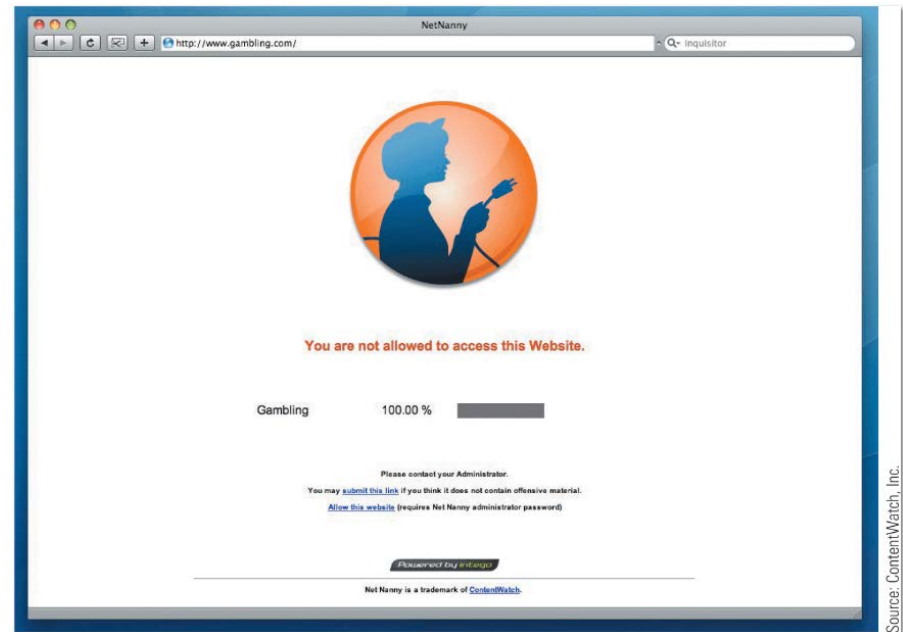 NetNanny
http://www.gambling.com/
inquisitor
You are not allowed to access this Website.
Gambling 100.00 %
Please contact your Administrator.
You may submit this link if you think it does not contain offensive material.
Allow this website (requires Net Nanny administrator password)
Powered by intego
Net Nanny is a trademark of ContentWatch.
Source: ContentWatch, Inc.